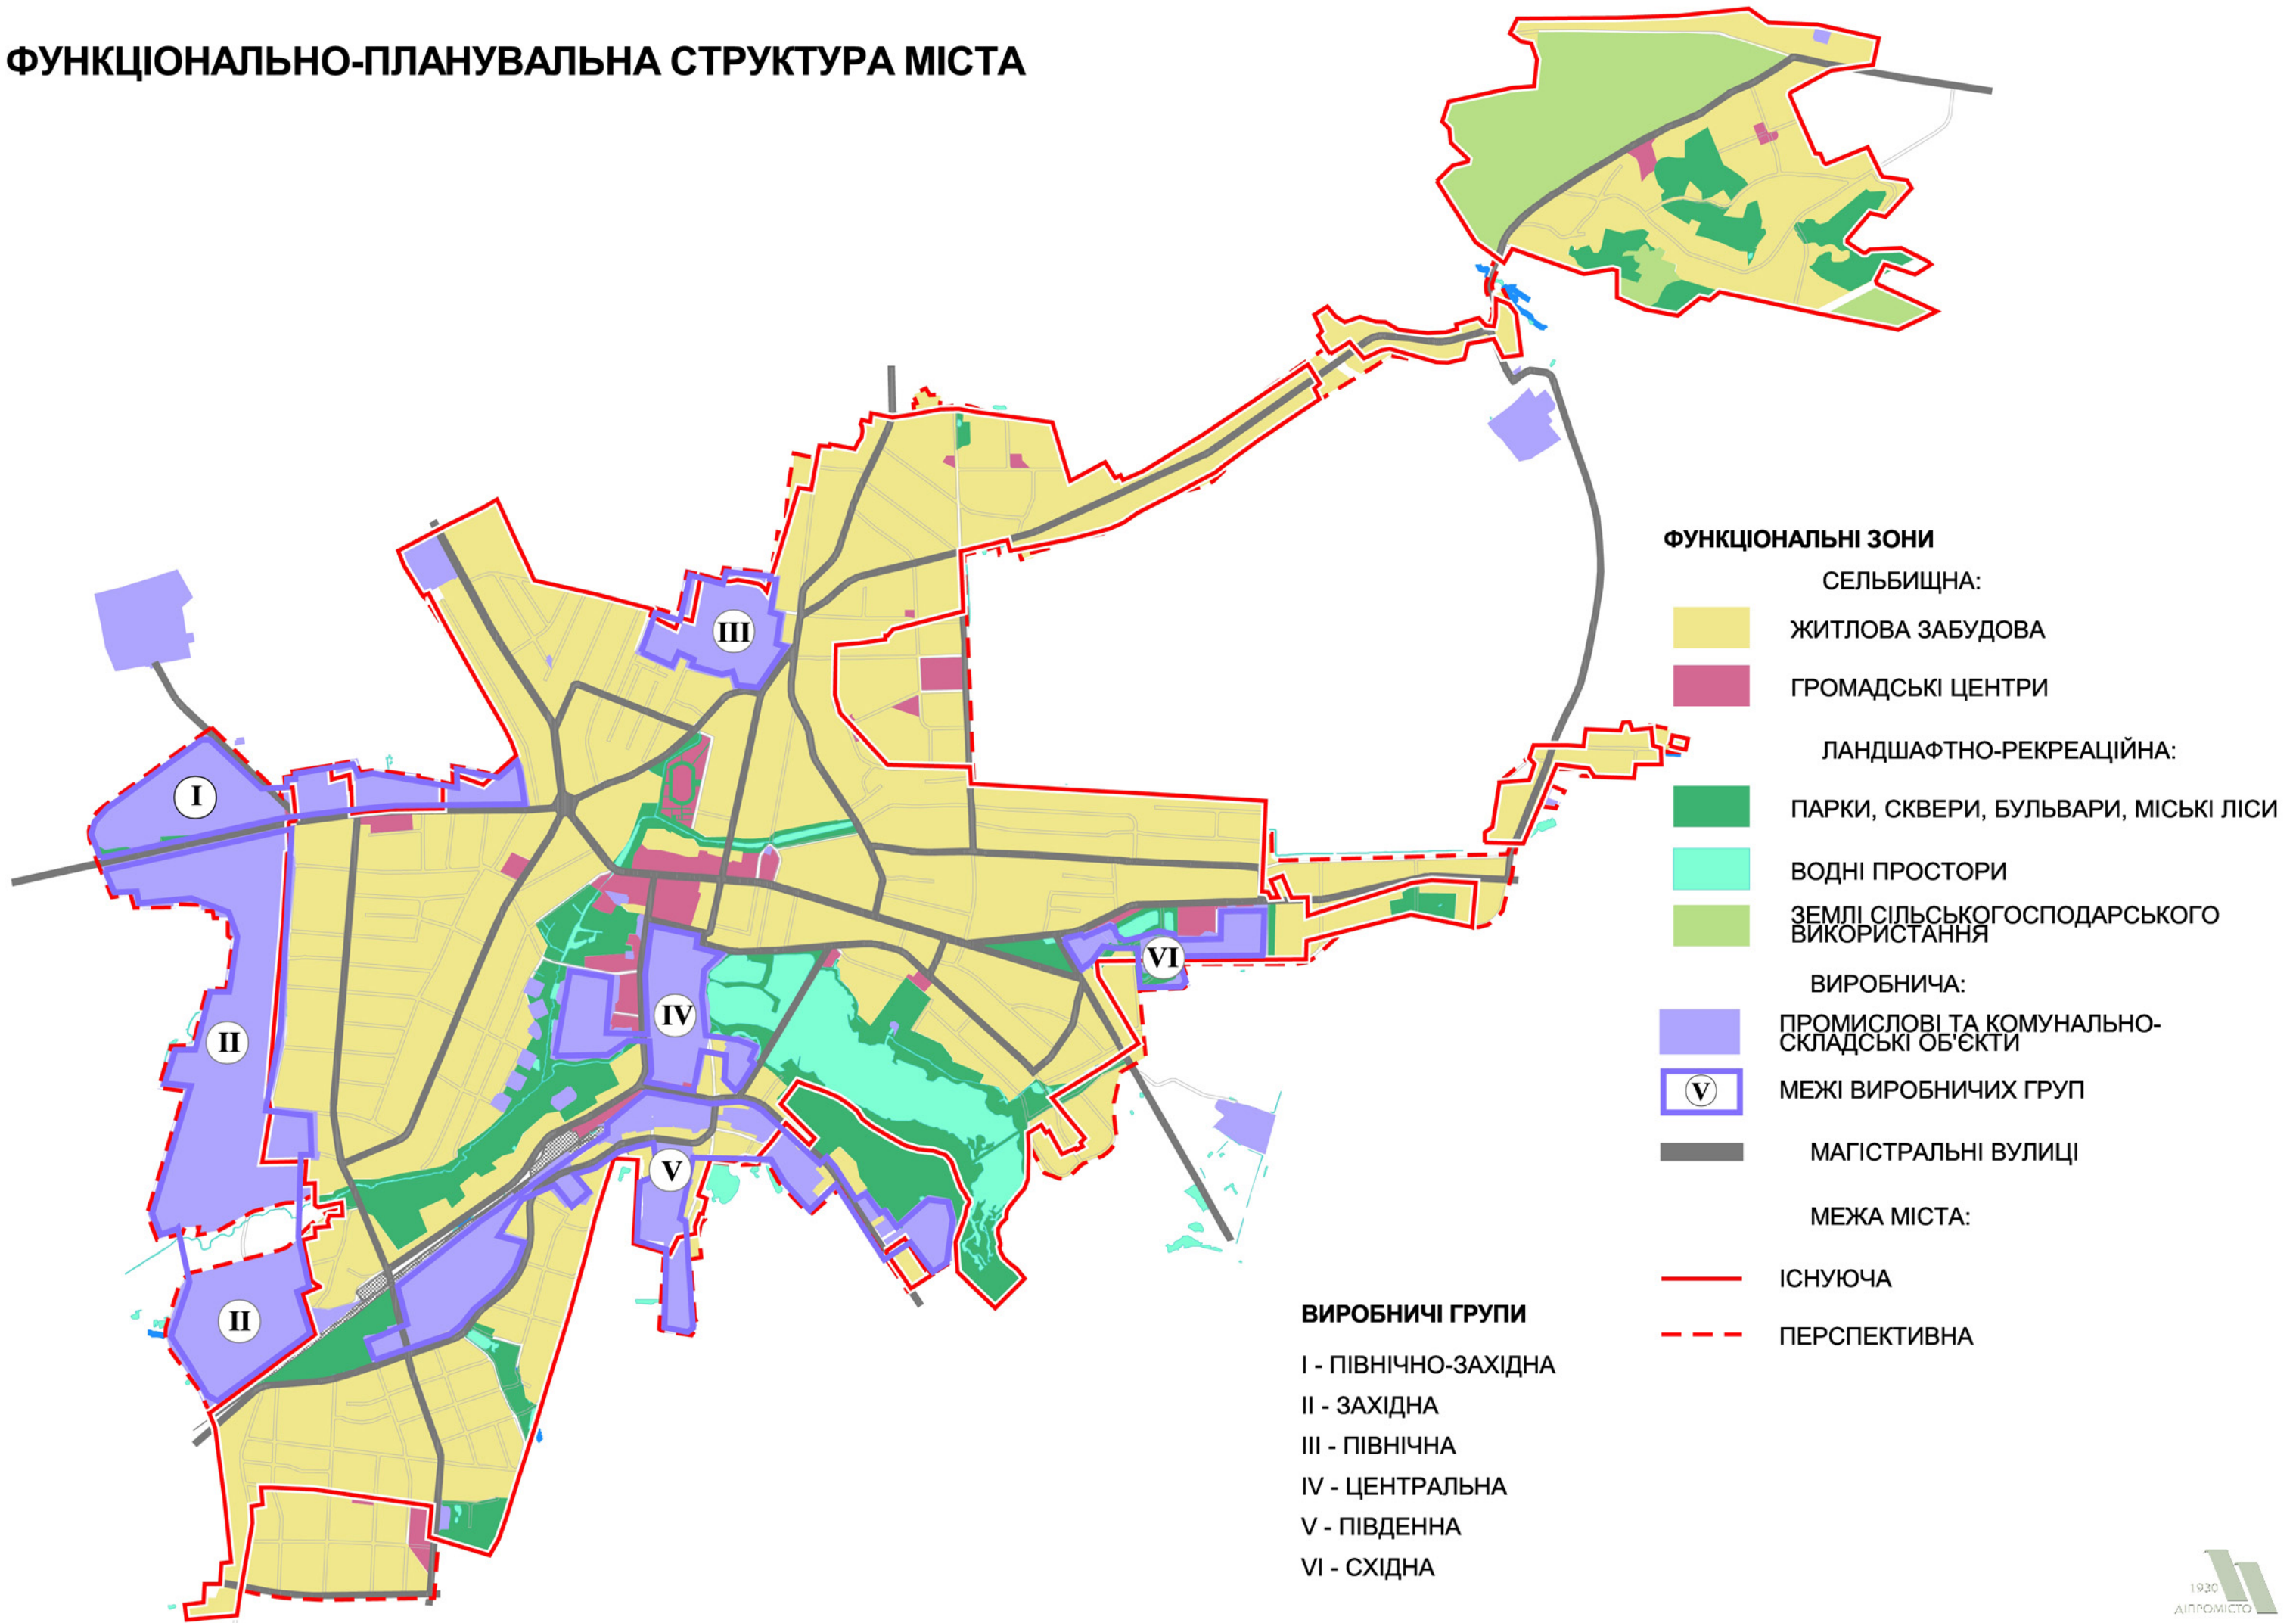 ФУНКЦІОНАЛЬНО-ПЛАНУВАЛЬНА СТРУКТУРА МІСТА
III
I
II
IV
VI
V
II
ФУНКЦІОНАЛЬНІ ЗОНИ
СЕЛЬБИЩНА:
ЖИТЛОВА ЗАБУДОВА
ГРОМАДСЬКІ ЦЕНТРИ
ЛАНДШАФТНО-РЕКРЕАЦІЙНА:
ПАРКИ, СКВЕРИ, БУЛЬВАРИ, МІСЬКІ ЛІСИ
ВОДНІ ПРОСТОРИ
ЗЕМЛІ СІЛЬСЬКОГОСПОДАРСЬКОГО
ВИКОРИСТАННЯ
ВИРОБНИЧА:
ПРОМИСЛОВІ ТА КОМУНАЛЬНО-
СКЛАДСЬКІ ОБ'ЄКТИ
V
МЕЖІ ВИРОБНИЧИХ ГРУП
МАГІСТРАЛЬНІ ВУЛИЦІ
МЕЖА МІСТА:
ІСНУЮЧА
ПЕРСПЕКТИВНА
ВИРОБНИЧІ ГРУПИ
I - ПІВНІЧНО-ЗАХІДНА
II - ЗАХІДНА
III - ПІВНІЧНА
IV - ЦЕНТРАЛЬНА
V - ПІВДЕННА
VI - СХІДНА
1930
ДІПРОМІСТО